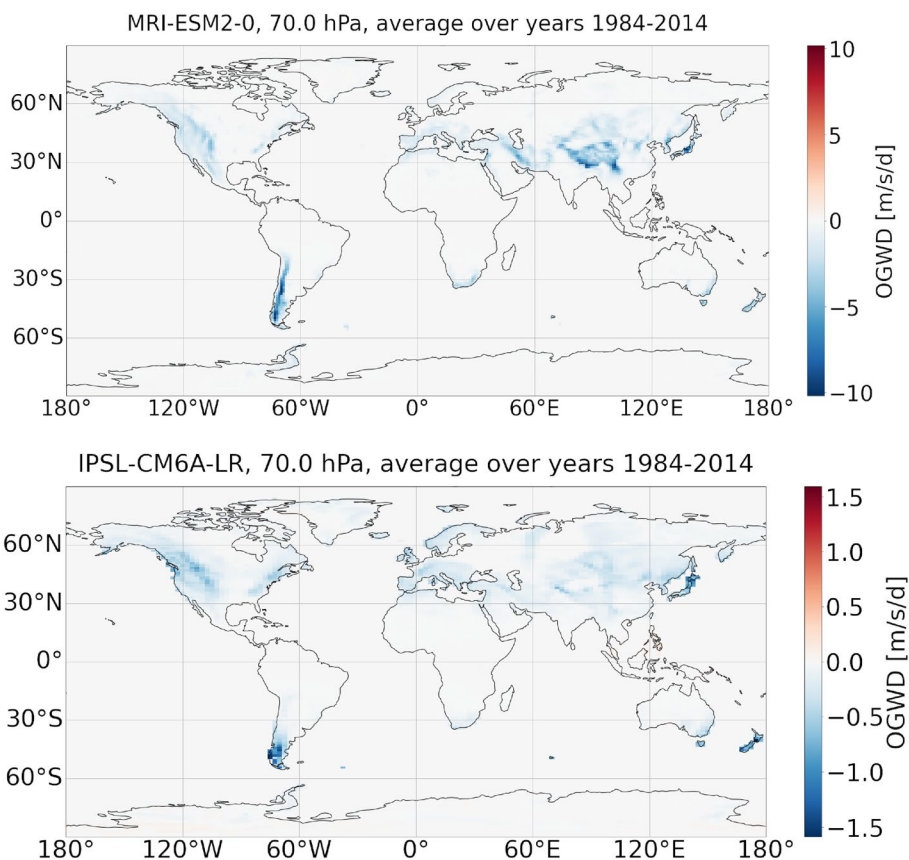 MRI-ESM2-0, 70.0 hPa, average over years 1984-2014
60°N
30°N
0°
30°S
60°S
180°
120°W
60°W
0°
60°E
120°E
180°
10
5
0
−5
−10
OGWD [m/s/d]
IPSL-CM6A-LR, 70.0 hPa, average over years 1984-2014
60°N
30°N
0°
30°S
60°S
180°
120°W
60°W
0°
60°E
120°E
180°
1.5
1.0
0.5
0.0
−0.5
−1.0
−1.5
OGWD [m/s/d]